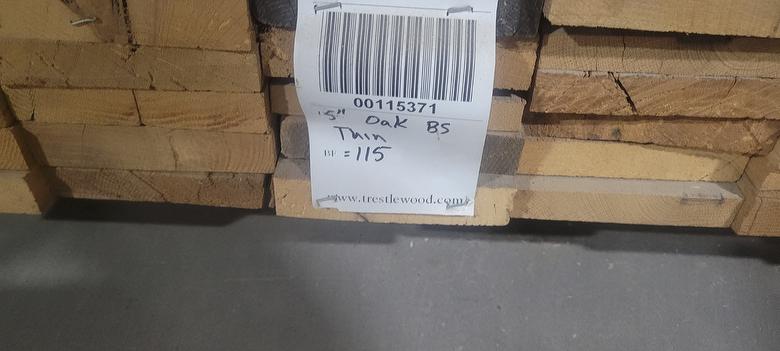 00115371
5" Oak BS
Thin
BF = 115
www.trestlewood.com